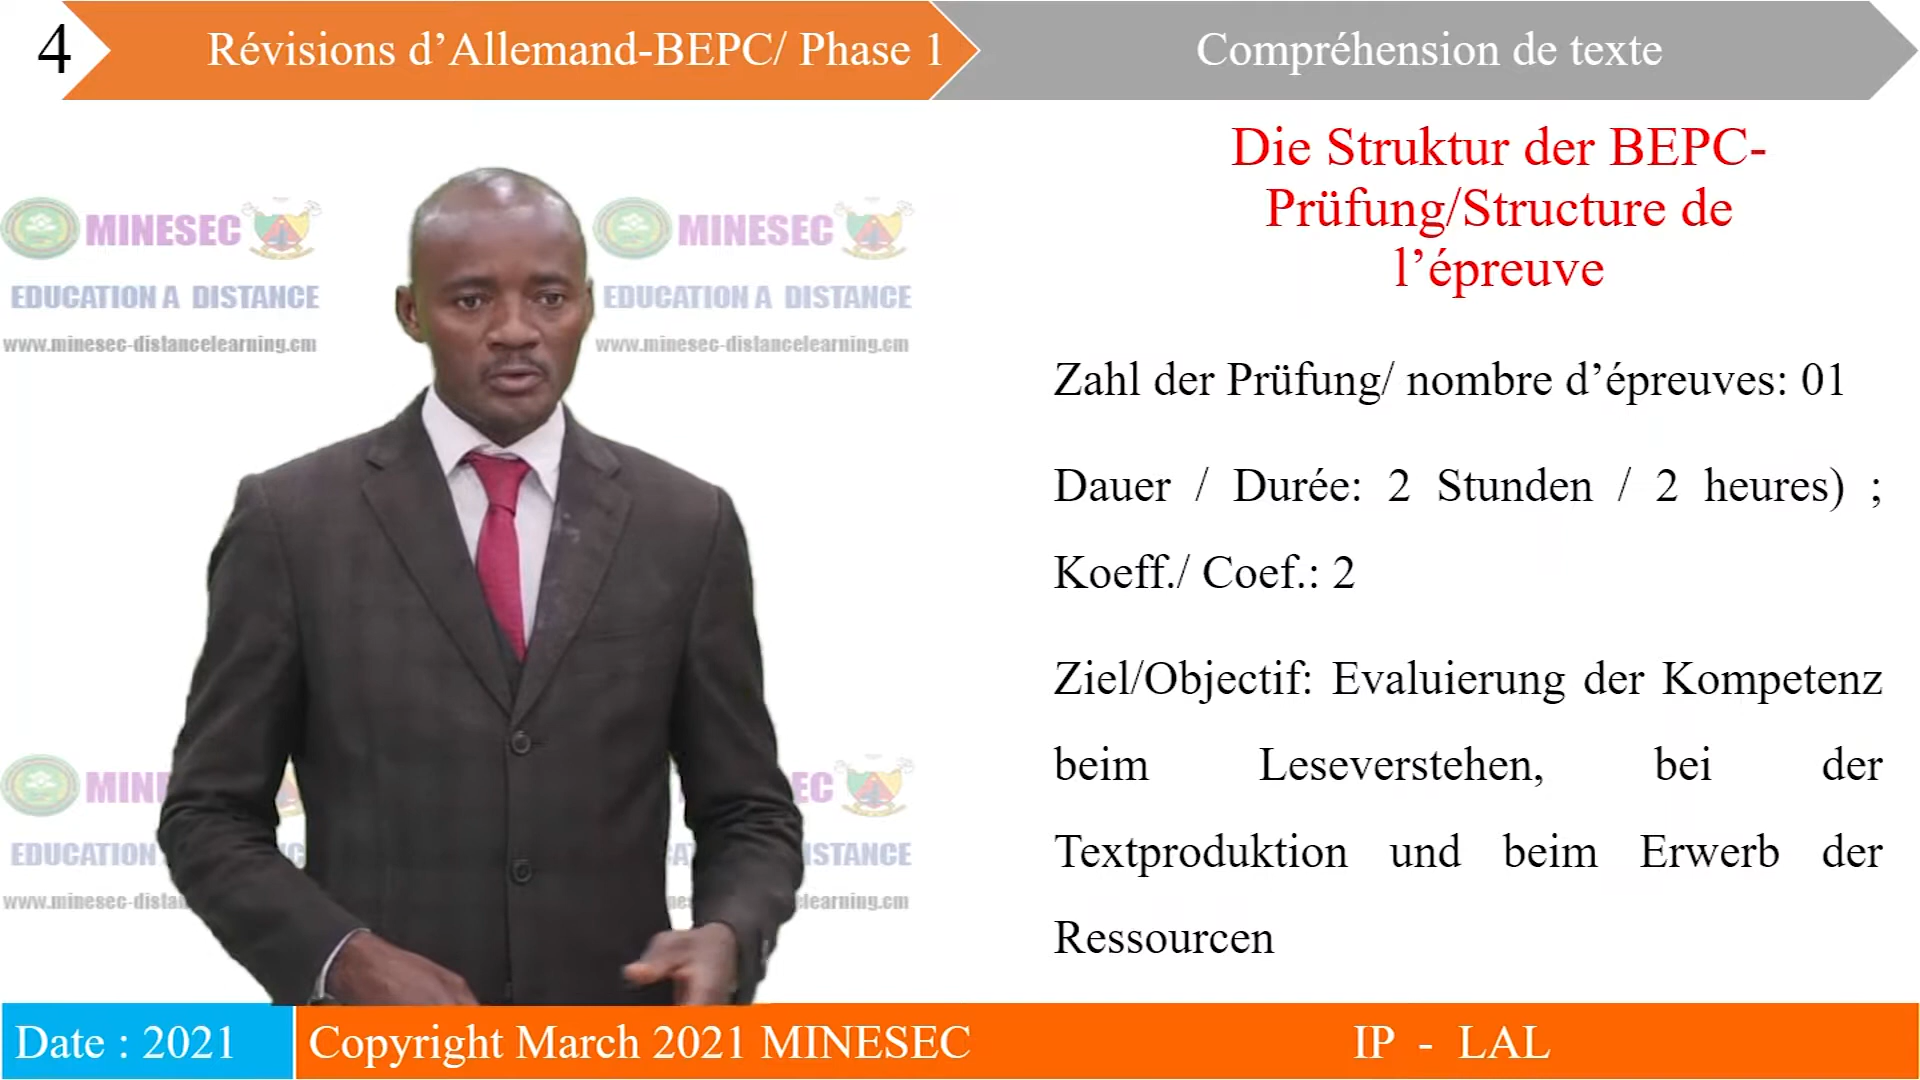 4
Révisions d’Allemand-BEPC/ Phase 1
Compréhension de texte
Die Struktur der BEPC-
Prüfung/Structure de
l’épreuve
MINESEC
EDUCATION A DISTANCE
www.minesec-distancelearning.cm
MINESEC
EDUCATION A DISTANCE
www.minesec-distancelearning.cm
Zahl der Prüfung/ nombre d’épreuves: 01
Dauer / Durée: 2 Stunden / 2 heures) ;
Koeff./ Coef.: 2
Ziel/Objectif: Evaluierung der Kompetenz
beim Leseverstehen, bei der
Textproduktion und beim Erwerb der
Ressourcen
Date : 2021
Copyright March 2021 MINESEC
IP - LAL